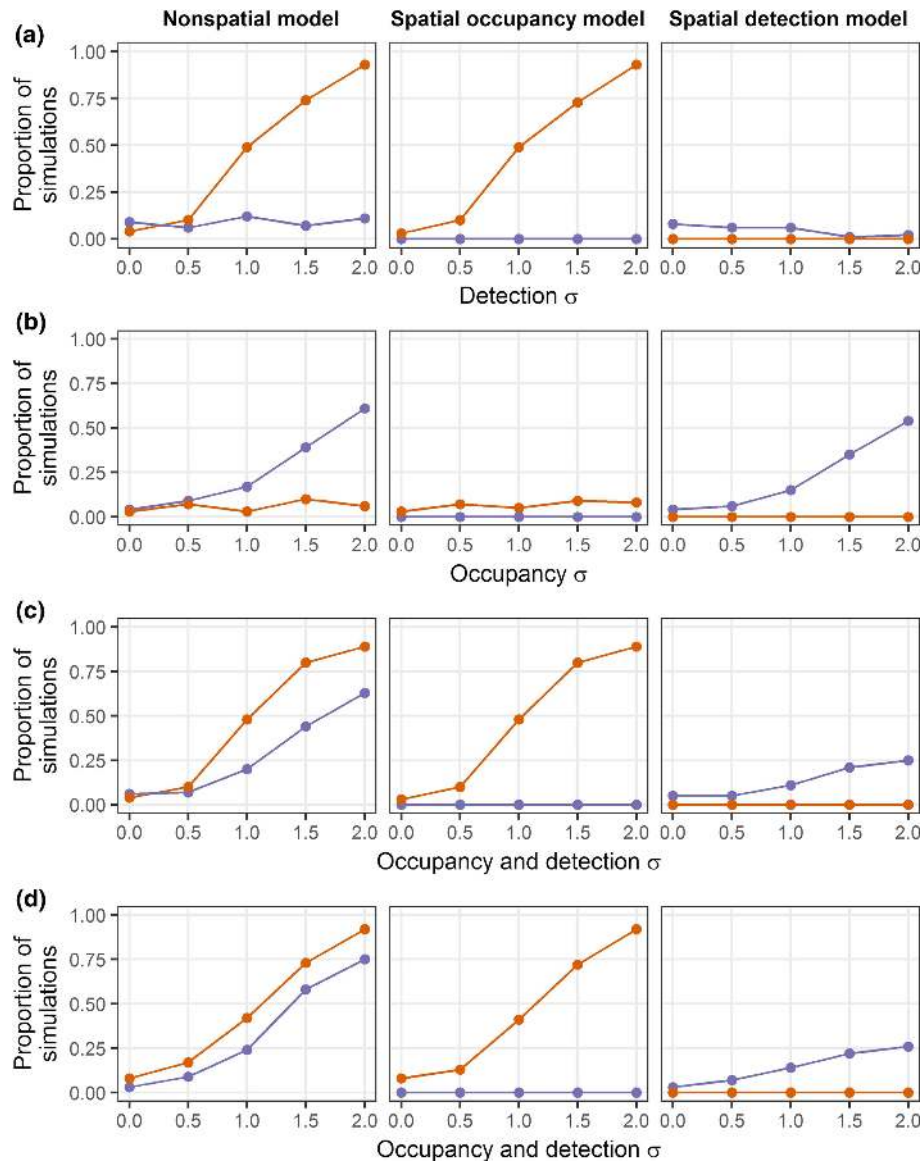 Nonspatial model Spatial occupancy model Spatial detection model
(a)
Proportion of
simulations
1.00
0.75
0.50
0.25
0.00
0.0 0.5 1.0 1.5 2.0 0.0 0.5 1.0 1.5 2.0 0.0 0.5 1.0 1.5 2.0
Detection σ
(b)
Proportion of
simulations
1.00
0.75
0.50
0.25
0.00
0.0 0.5 1.0 1.5 2.0 0.0 0.5 1.0 1.5 2.0 0.0 0.5 1.0 1.5 2.0
Occupancy σ
(c)
Proportion of
simulations
1.00
0.75
0.50
0.25
0.00
0.0 0.5 1.0 1.5 2.0 0.0 0.5 1.0 1.5 2.0 0.0 0.5 1.0 1.5 2.0
Occupancy and detection σ
(d)
Proportion of
simulations
1.00
0.75
0.50
0.25
0.00
0.0 0.5 1.0 1.5 2.0 0.0 0.5 1.0 1.5 2.0 0.0 0.5 1.0 1.5 2.0
Occupancy and detection σ